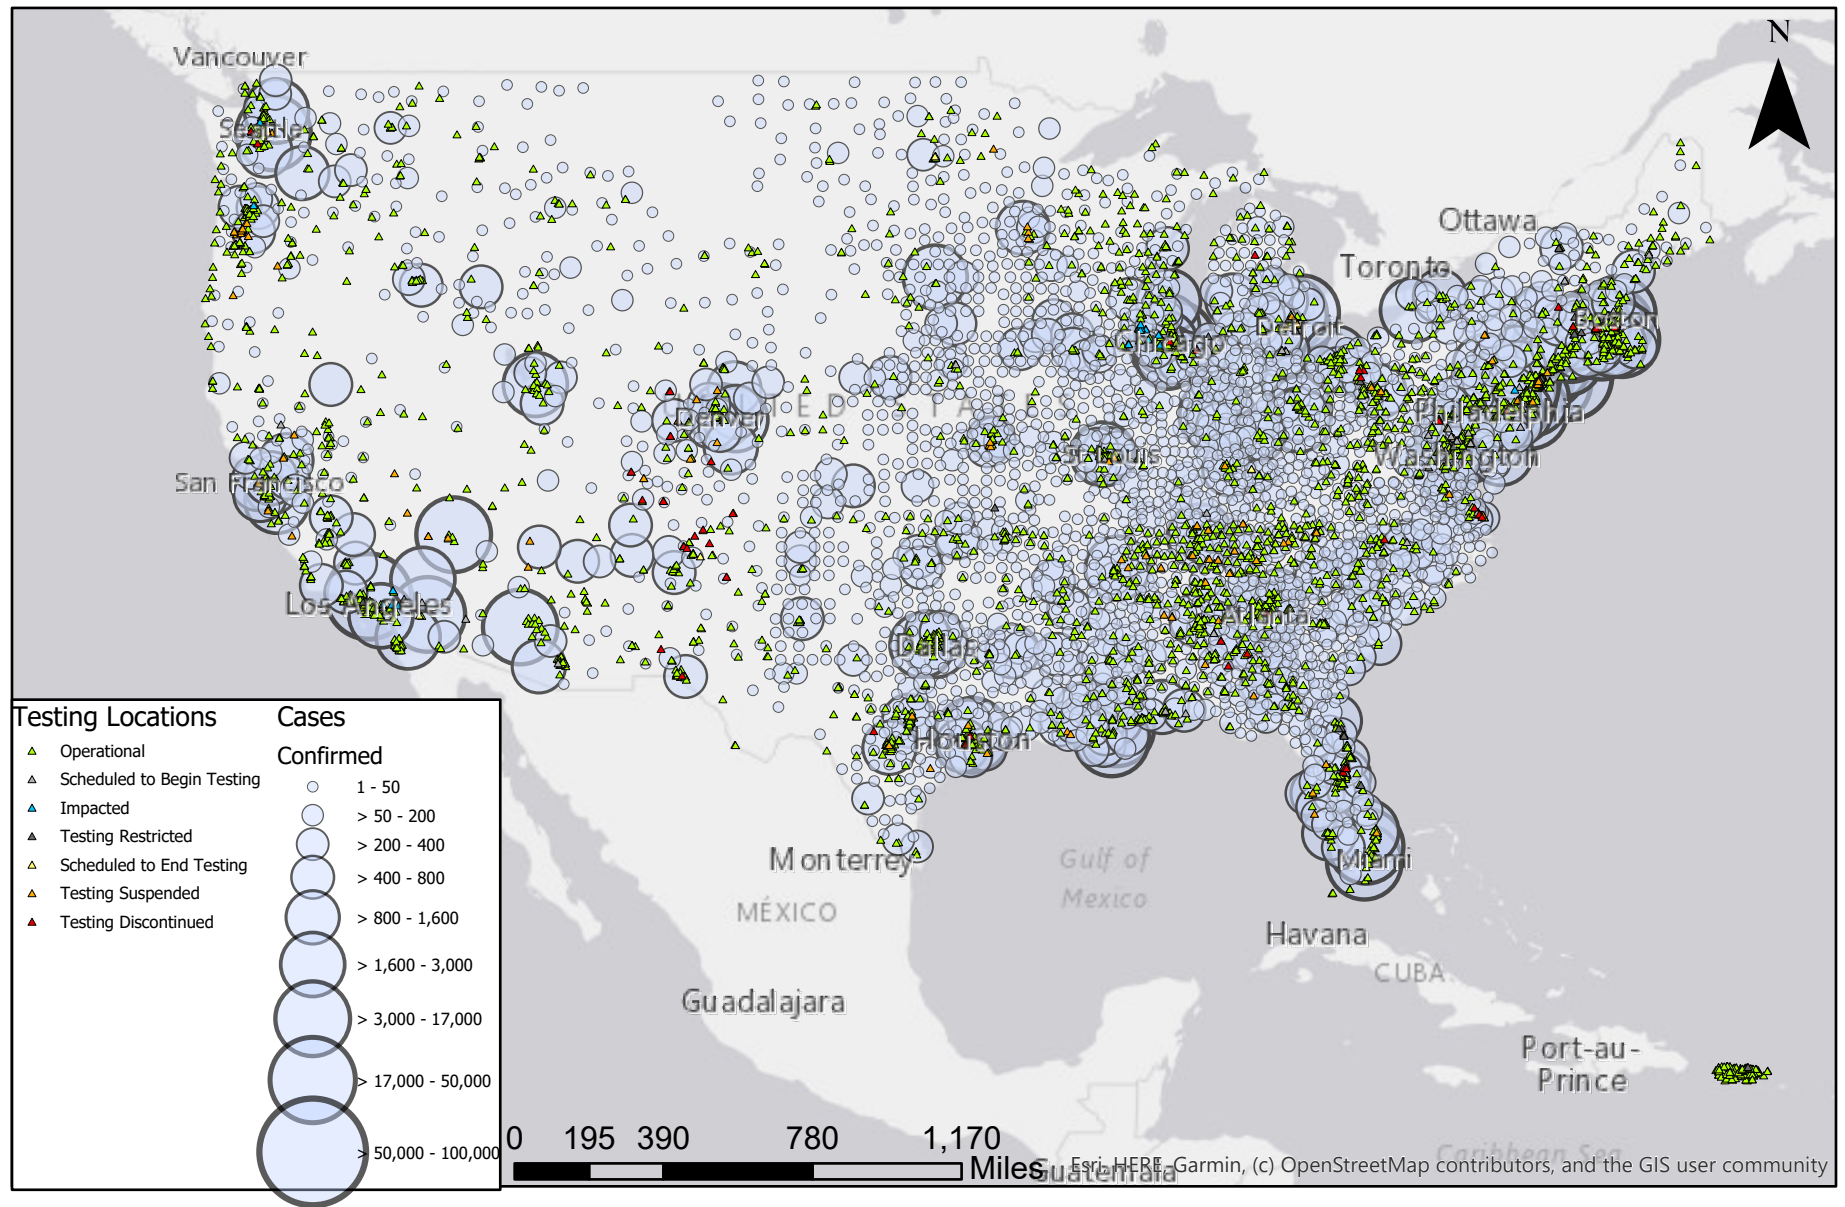 N
Vancouver
Seattle
Ottawa
Toronto
Boston
Detroit
Chicago
UNITED STATES
Denver
Philadelphia
St Louis
Washington
San Francisco
Los Angeles
Atlanta
Dallas
Houston
Monterrey
Gulf of
Mexico
Miami
MÉXICO
Havana
CUBA
Guadalajara
Port-au-
Prince
Caribbean Sea
Guatemala
Testing Locations
Operational
Scheduled to Begin Testing
Impacted
Testing Restricted
Scheduled to End Testing
Testing Suspended
Testing Discontinued
Cases
Confirmed
1 - 50
> 50 - 200
> 200 - 400
> 400 - 800
> 800 - 1,600
> 1,600 - 3,000
> 3,000 - 17,000
> 17,000 - 50,000
> 50,000 - 100,000
0 195 390 780 1,170
Miles
Esri, HERE, Garmin, (c) OpenStreetMap contributors, and the GIS user community